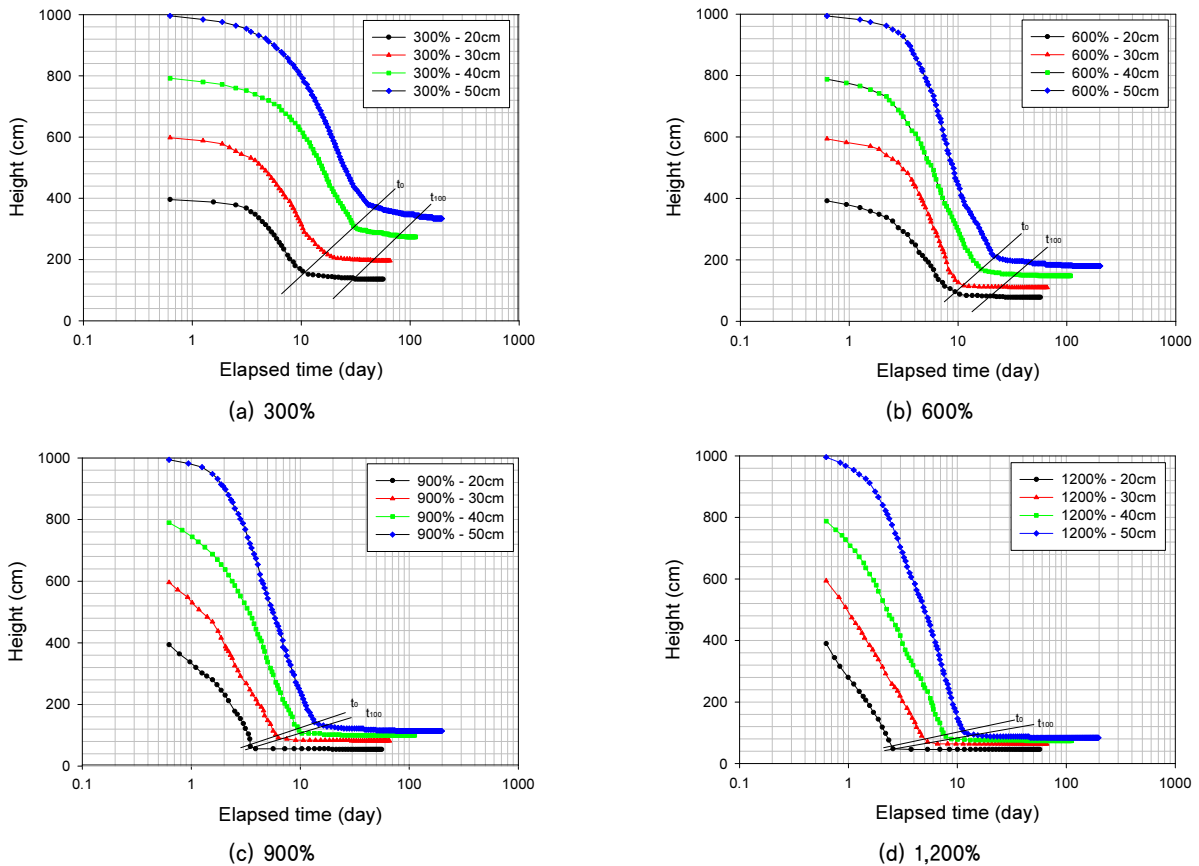 1000
800
600
400
200
0
Height (cm)
300% - 20cm
300% - 30cm
300% - 40cm
300% - 50cm
t0
t100
0.1
1
10
100
1000
Elapsed time (day)
(a) 300%
1000
800
600
400
200
0
Height (cm)
600% - 20cm
600% - 30cm
600% - 40cm
600% - 50cm
t0
t100
0.1
1
10
100
1000
Elapsed time (day)
(b) 600%
1000
800
600
400
200
0
Height (cm)
900% - 20cm
900% - 30cm
900% - 40cm
900% - 50cm
t0
t100
0.1
1
10
100
1000
Elapsed time (day)
(c) 900%
1000
800
600
400
200
0
Height (cm)
1200% - 20cm
1200% - 30cm
1200% - 40cm
1200% - 50cm
t0
t100
0.1
1
10
100
1000
Elapsed time (day)
(d) 1,200%